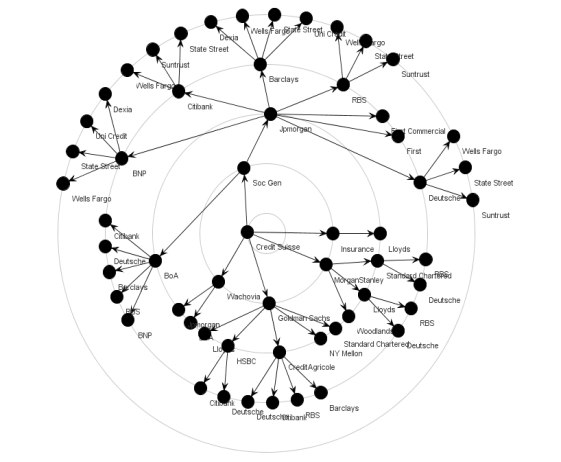 Dexia
Wells Fargo
State Street
Uni Credit
Wells Fargo
State Street
State Street
Suntrust
Suntrust
Wells Fargo
Barclays
Citibank
RBS
Dexia
Uni Credit
First Commercial
Jpmorgan
First
Wells Fargo
State Street
BNP
Wells Fargo
State Street
Deutsche
Suntrust
Soc Gen
Citibank
Credit Suisse
Insurance
Lloyds
Deutsche
BoA
MorganStanley
Standard Chartered
RBS
Barclays
Wachovia
Lloyds
Deutsche
RBS
Goldman Sachs
RBS
BNP
Jpmorgan
Woodlands
Standard Chartered
Deutsche
Lloyds
NY Mellon
HSBC
CreditAgricole
Citibank
Deutsche
Deutsche
Citibank
RBS
Barclays